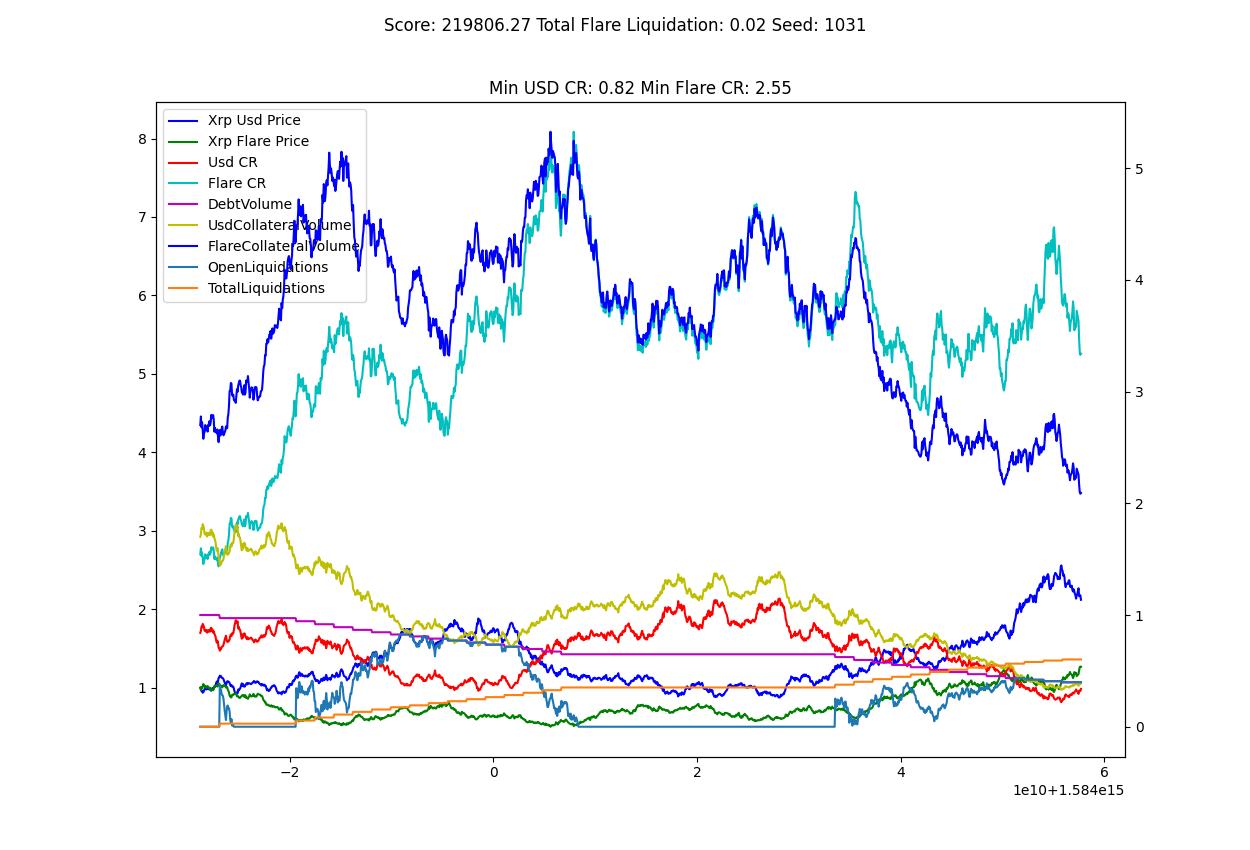 Score: 219806.27 Total Flare Liquidation: 0.02 Seed: 1031
Min USD CR: 0.82 Min Flare CR: 2.55
Xrp Usd Price
Xrp Flare Price
Usd CR
Flare CR
DebtVolume
UsdCollateralVolume
FlareCollateralVolume
OpenLiquidations
TotalLiquidations
8
7
6
5
4
3
2
1
5
4
3
2
1
0
−2
0
2
4
6
1e10+1.584e15